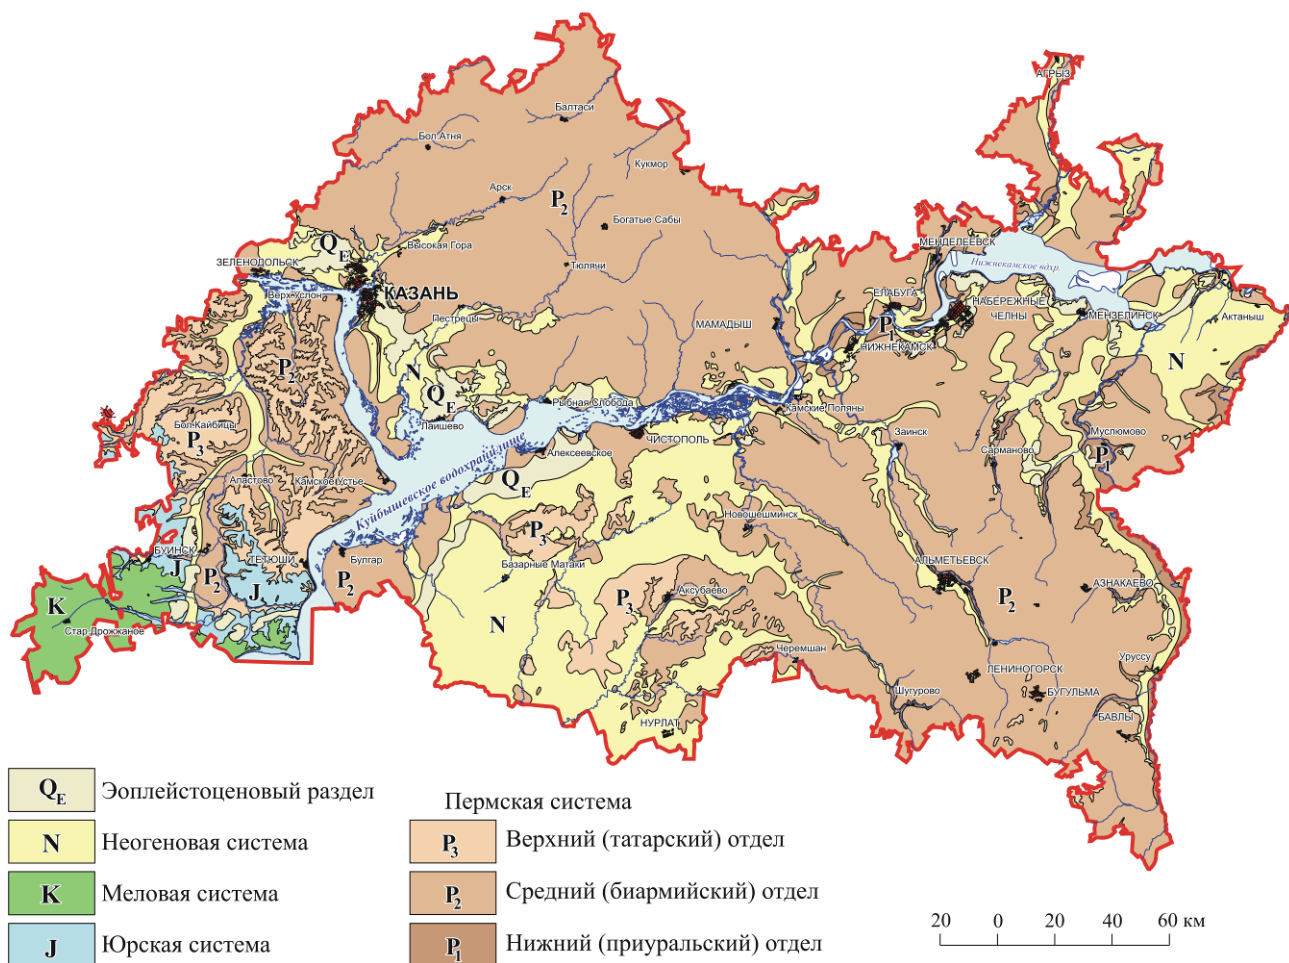 АГРЫЗ
Балтаси
Бол.Атня
Кукмор
Арск
P2
Богатые Сабы
QE
Высокая Гора
МЕНДЕЛЕЕВСК
ЗЕЛЕНОДОЛЬСК
Тюлячи
Нижнекамское вдхр.
Верх.Услон
КАЗАНЬ
ЕЛАБУГА
НАБЕРЕЖНЫЕ
ЧЕЛНЫ
Пестрецы
МАМАДЫШ
P1
МЕНЗЕЛИНСК
Актаныш
НИЖНЕКАМСК
P2
N
N
QE
Рыбная Слобода
Камские Поляны
Лаишево
Бол.Кайбицы
P3
ЧИСТОПОЛЬ
Заинск
Муслюмово
Куйбышевское водохранилище
Алексеевское
Сарманово
P1
Апастово
Камское Устье
QE
Новошешминск
P3
БУИНСК
ТЕТЮШИ
Булгар
Базарные Матаки
АЛЬМЕТЬЕВСК
J
P2
J
P2
P3
Аксубаево
P2
АЗНАКАЕВО
K
Стар.Дрожжаное
N
Черемшан
Уруссу
ЛЕНИНОГОРСК
Шугурово
БУГУЛЬМА
НУРЛАТ
БАВЛЫ
QE Эоплейстоценовый раздел
N Неогеновая система
K Меловая система
J Юрская система
Пермская система
P3 Верхний (татарский) отдел
P2 Средний (биармийский) отдел
P1 Нижний (приуральский) отдел
20 0 20 40 60 км